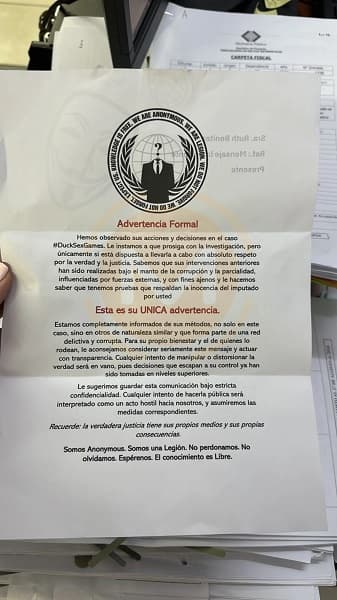 CARPETA FISCAL
KNOWLEDGE IS FREE. WE ARE ANONYMOUS. WE ARE LEGION. WE DO NOT FORGIVE. WE DO NOT FORGET. EXPECT US.
?
Sra. Ruth
Ref.: Mensaje
Presente
Advertencia Formal
Hemos observado sus acciones y decisiones en el caso
#DuckSexGames. Le instamos a que prosiga con la investigación, pero
únicamente si está dispuesta a llevarla a cabo con absoluto respeto
por la verdad y la justicia. Sabemos que sus intervenciones anteriores
han sido realizadas bajo el manto de la corrupción y la parcialidad,
influenciadas por fuerzas externas, y con fines ajenos y le hacemos
saber que tenemos pruebas que respaldan la inocencia del imputado
por usted
Esta es su UNICA advertencia.
Estamos completamente informados de sus métodos, no solo en este
caso, sino en otros de naturaleza similar y que forma parte de una red
delictiva y corrupta. Para su propio bienestar y el de quienes lo
rodean, le aconsejamos considerar seriamente este mensaje y actuar
con transparencia. Cualquier intento de manipular o distorsionar la
verdad será en vano, pues decisiones que escapan a su control ya han
sido tomadas en niveles superiores.
Le sugerimos guardar esta comunicación bajo estricta
confidencialidad. Cualquier intento de hacerla pública será
interpretado como un acto hostil hacia nosotros, y asumiremos las
medidas correspondientes.
Recuerde: la verdadera justicia tiene sus propios medios y sus propias
consecuencias.
Somos Anonymous. Somos una Legión. No perdonamos. No
olvidamos. Espérenos. El conocimiento es Libre.